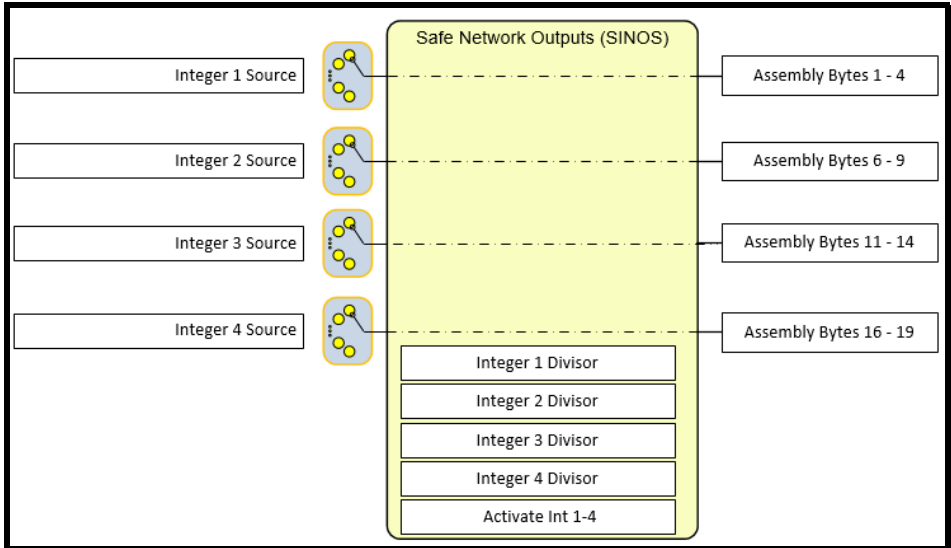 Safe Network Outputs (SINOS)
Integer 1 Source
Assembly Bytes 1 - 4
Integer 2 Source
Assembly Bytes 6 - 9
Integer 3 Source
Assembly Bytes 11 - 14
Integer 4 Source
Assembly Bytes 16 - 19
Integer 1 Divisor
Integer 2 Divisor
Integer 3 Divisor
Integer 4 Divisor
Activate Int 1-4